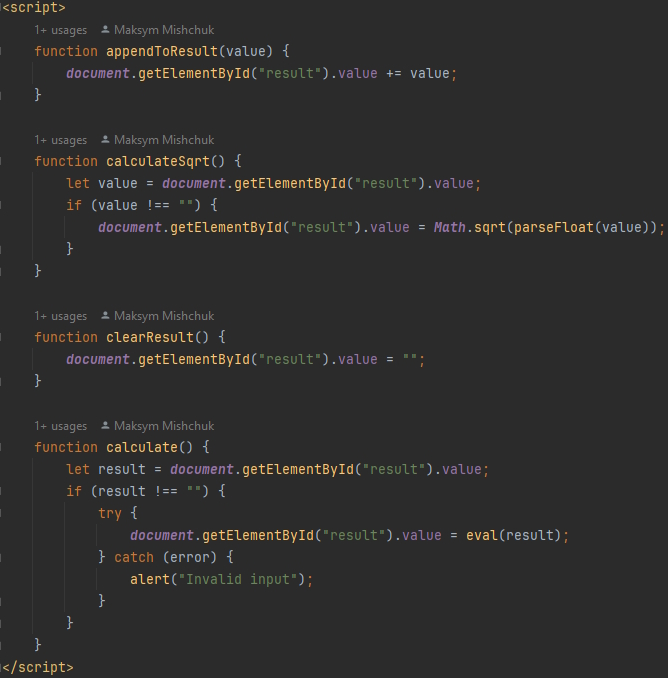 <script>
1+ usages Maksym Mishchuk
function appendToResult(value) {
    document.getElementById("result").value += value;
}
1+ usages Maksym Mishchuk
function calculateSqrt() {
    let value = document.getElementById("result").value;
    if (value !== "") {
        document.getElementById("result").value = Math.sqrt(parseFloat(value));
    }
}
1+ usages Maksym Mishchuk
function clearResult() {
    document.getElementById("result").value = "";
}
1+ usages Maksym Mishchuk
function calculate() {
    let result = document.getElementById("result").value;
    if (result !== "") {
        try {
            document.getElementById("result").value = eval(result);
        } catch (error) {
            alert("Invalid input");
        }
    }
}
</script>